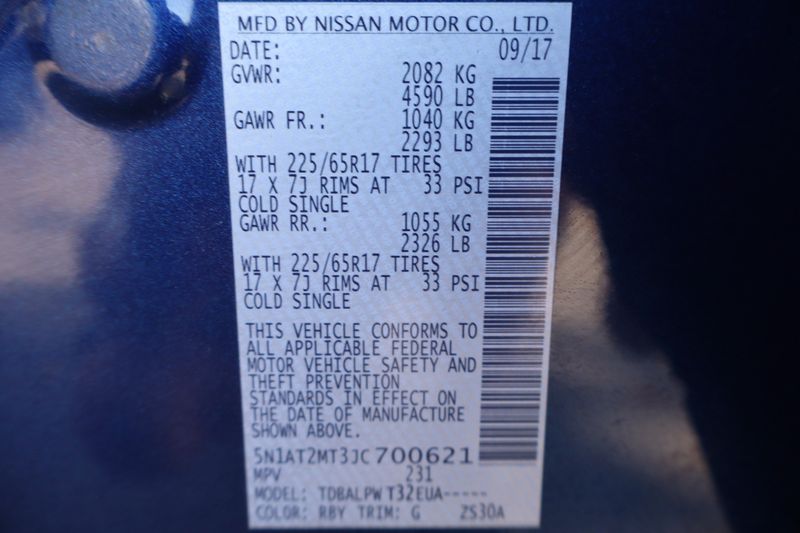 MFD BY NISSAN MOTOR CO., LTD.
DATE: 09/17
GVWR: 2082 KG
4590 LB
GAWR FR.: 1040 KG
2293 LB
WITH 225/65R17 TIRES
17 X 7J RIMS AT 33 PSI
COLD SINGLE
GAWR RR.: 1055 KG
2326 LB
WITH 225/65R17 TIRES
17 X 7J RIMS AT 33 PSI
COLD SINGLE
THIS VEHICLE CONFORMS TO
ALL APPLICABLE FEDERAL
MOTOR VEHICLE SAFETY AND
THEFT PREVENTION
STANDARDS IN EFFECT ON
THE DATE OF MANUFACTURE
SHOWN ABOVE.
5N1AT2MT3JC700621
MPV 231
MODEL: TDBALPW T32EUA-----
COLOR: RBY TRIM: G 2S30A